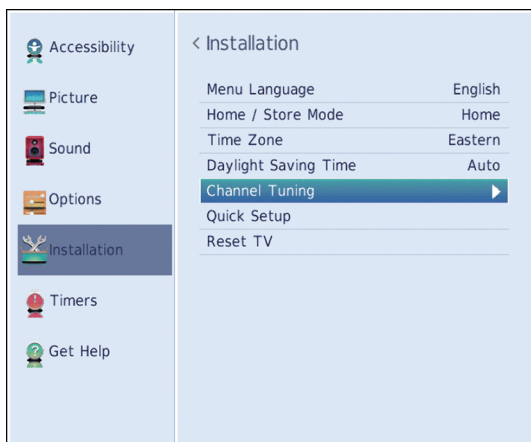 Accessibility
Picture
Sound
Options
Installation
Timers
Get Help
< Installation
Menu Language English
Home / Store Mode Home
Time Zone Eastern
Daylight Saving Time Auto
Channel Tuning
Quick Setup
Reset TV